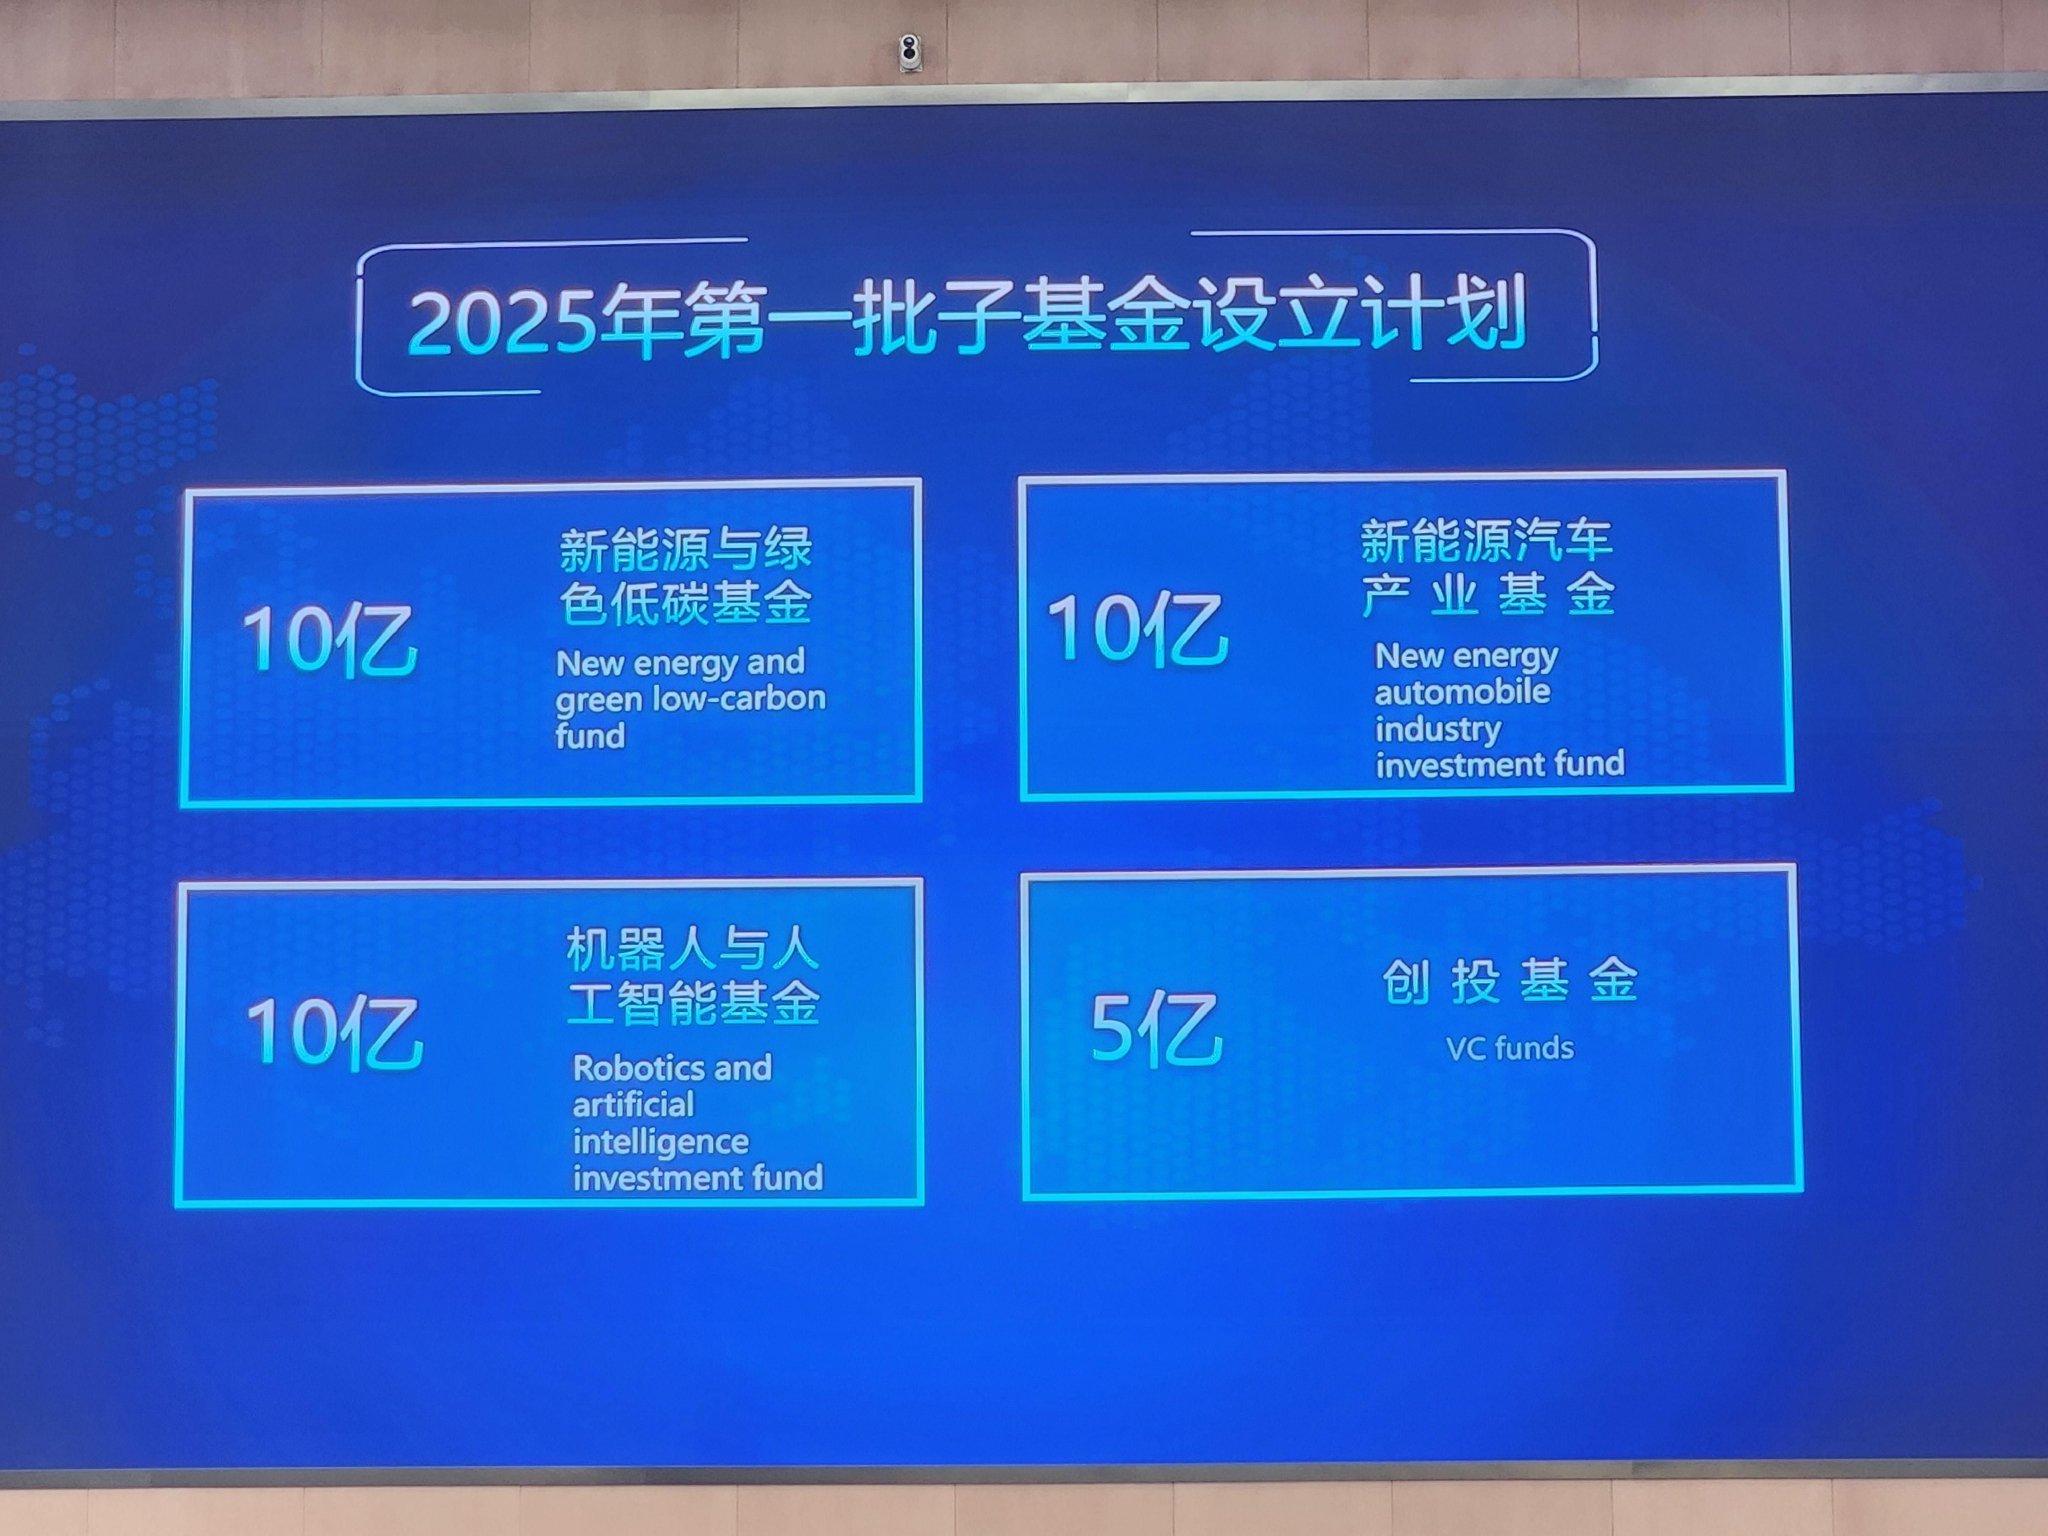 2025年第一批子基金设立计划
10亿
新能源与绿
色低碳基金
New energy and
green low-carbon
fund
10亿
新能源汽车
产业基金
New energy
automobile
industry
investment fund
10亿
机器人与人
工智能基金
Robotics and
artificial
intelligence
investment fund
5亿
创投基金
VC funds